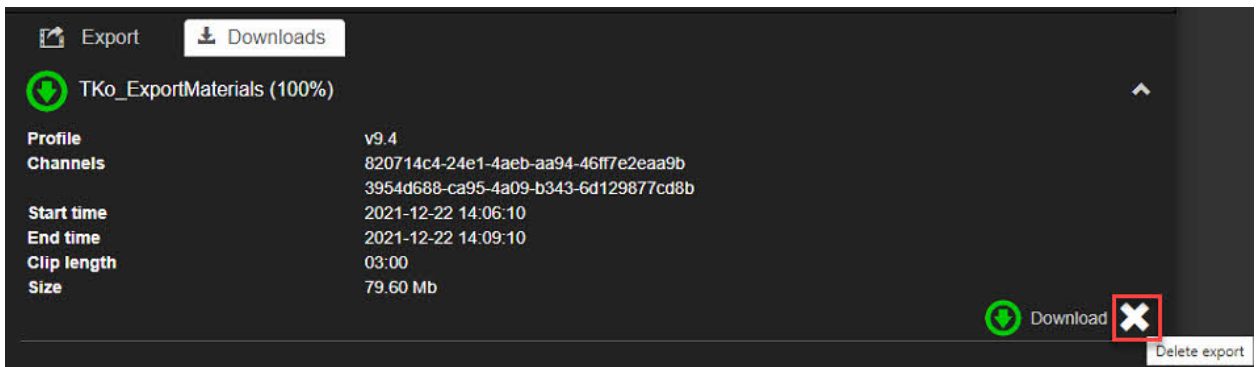 Export Downloads
TKo_ExportMaterials (100%)
Profile v9.4
Channels 820714c4-24e1-4aeb-aa94-46ff7e2eaa9b
3954d688-ca95-4a09-b343-6d129877cd8b
Start time 2021-12-22 14:06:10
End time 2021-12-22 14:09:10
Clip length 03:00
Size 79.60 Mb
Download
Delete export